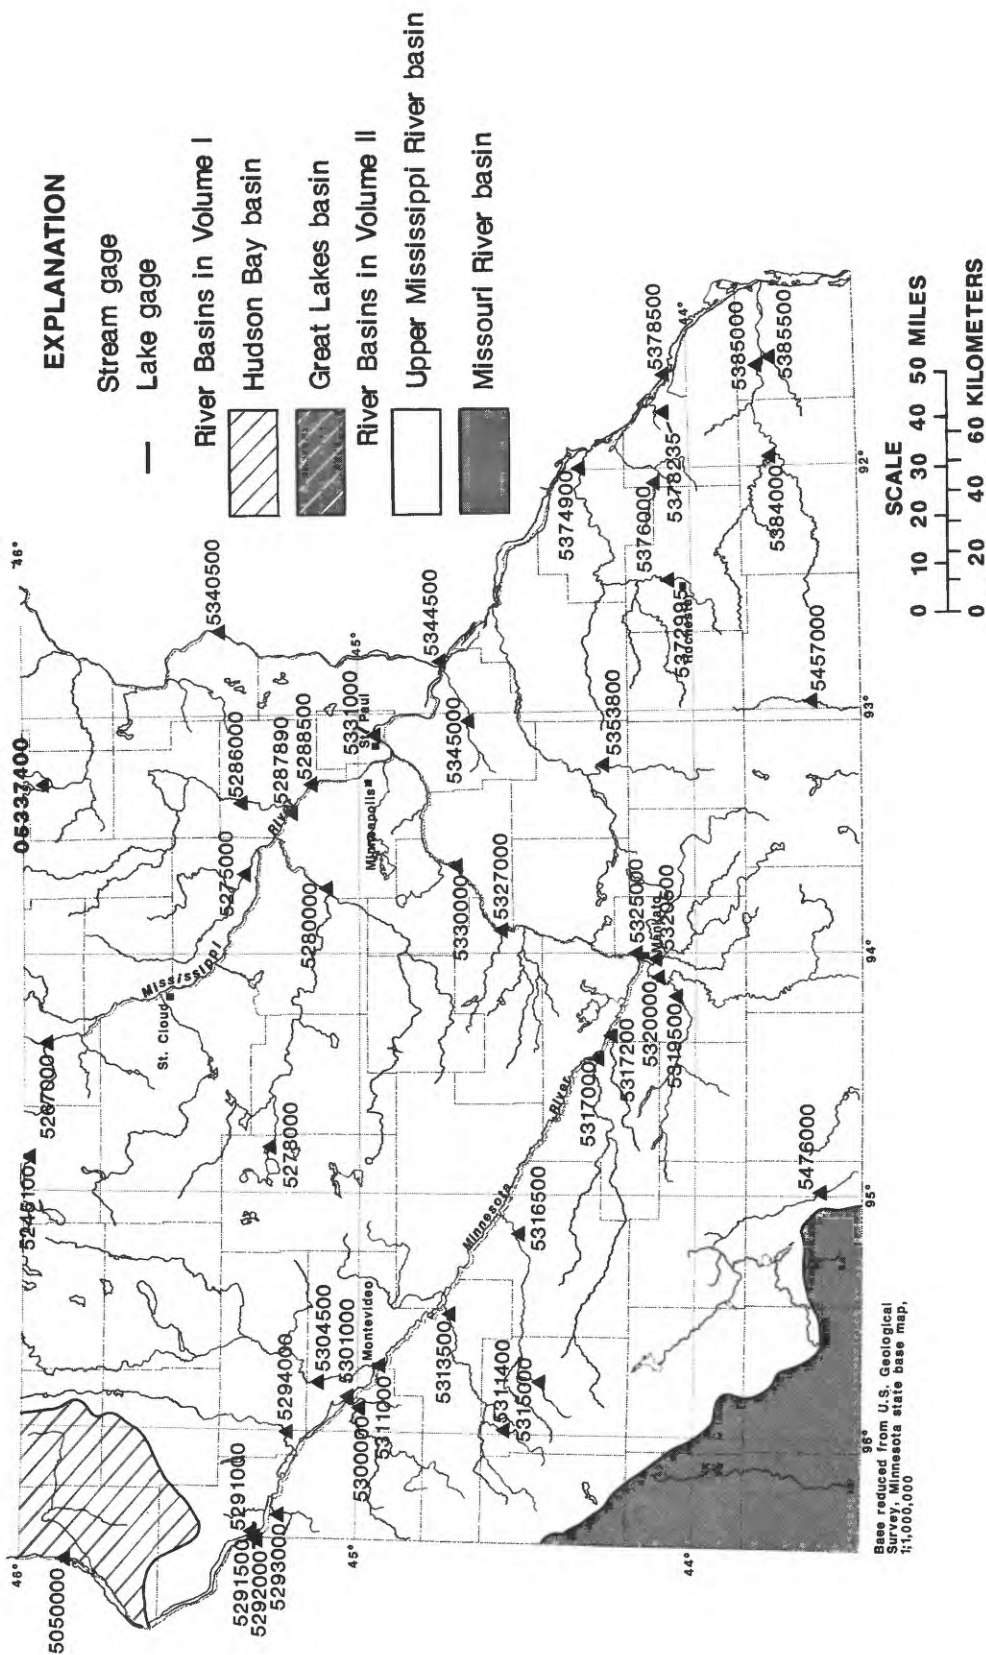 EXPLANATION
Stream gage
Lake gage
River Basins in Volume I
Hudson Bay basin
Great Lakes basin
River Basins in Volume II
Upper Mississippi River basin
Missouri River basin
SCALE
0 10 20 30 40 50 MILES
0 20 40 60 KILOMETERS
46°
46°
45°
45°
44°
44°
96°
95°
94°
93°
92°
5050000
5291500
5291000
5292000
5293000
5294000
5304500
5301000
5300000
5311000
Montevideo
5313500
5311400
5315000
5316500
Minnesota
River
5317000
5317200
5320000
5319500
5325000
Mankato
5320500
5476000
5245100
5267000
St. Cloud
Mississippi
River
5278000
5275000
5280000
5286000
5287890
5288500
Minneapolis
St. Paul
5331000
05337400
5340500
5344500
5345000
5330000
5327000
5353800
5372995
Rochester
5374900
5376000
5378235
5378500
5385000
5385500
5384000
5457000
Base reduced from U.S. Geological
Survey, Minnesota state base map,
1;1,000,000